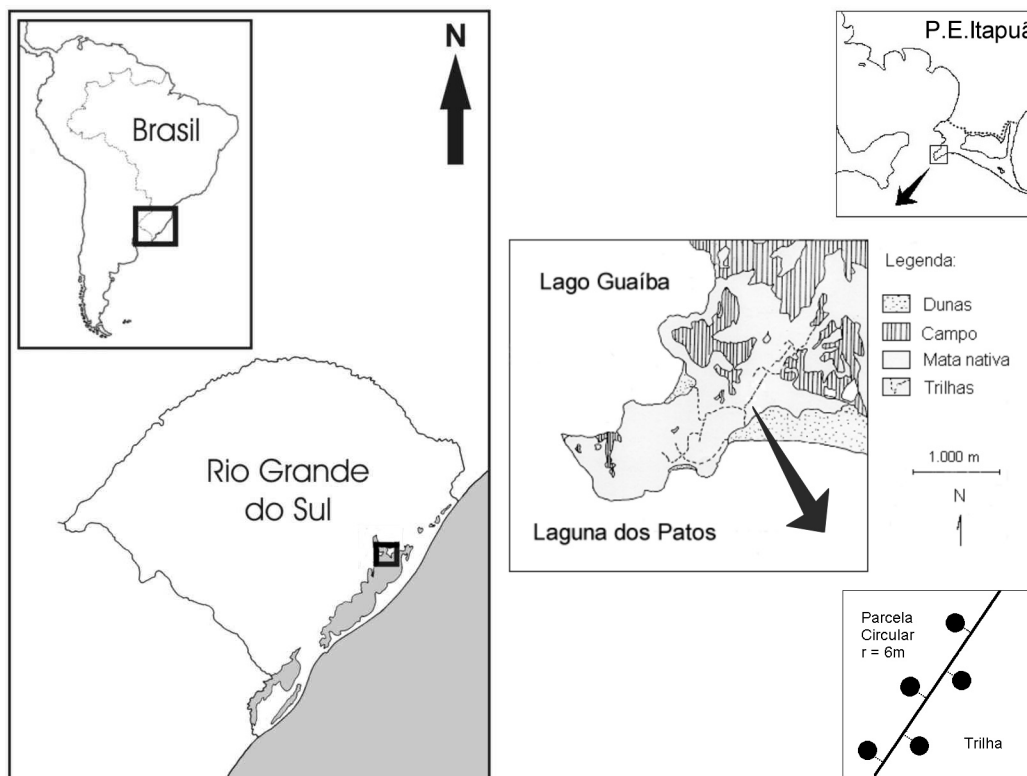 N
Brasil
Rio Grande
do Sul
P.E.Itapuã
Lago Guaíba
Laguna dos Patos
Legenda:
Dunas
Campo
Mata nativa
Trilhas
1.000 m
N
Parcela
Circular
r = 6m
Trilha